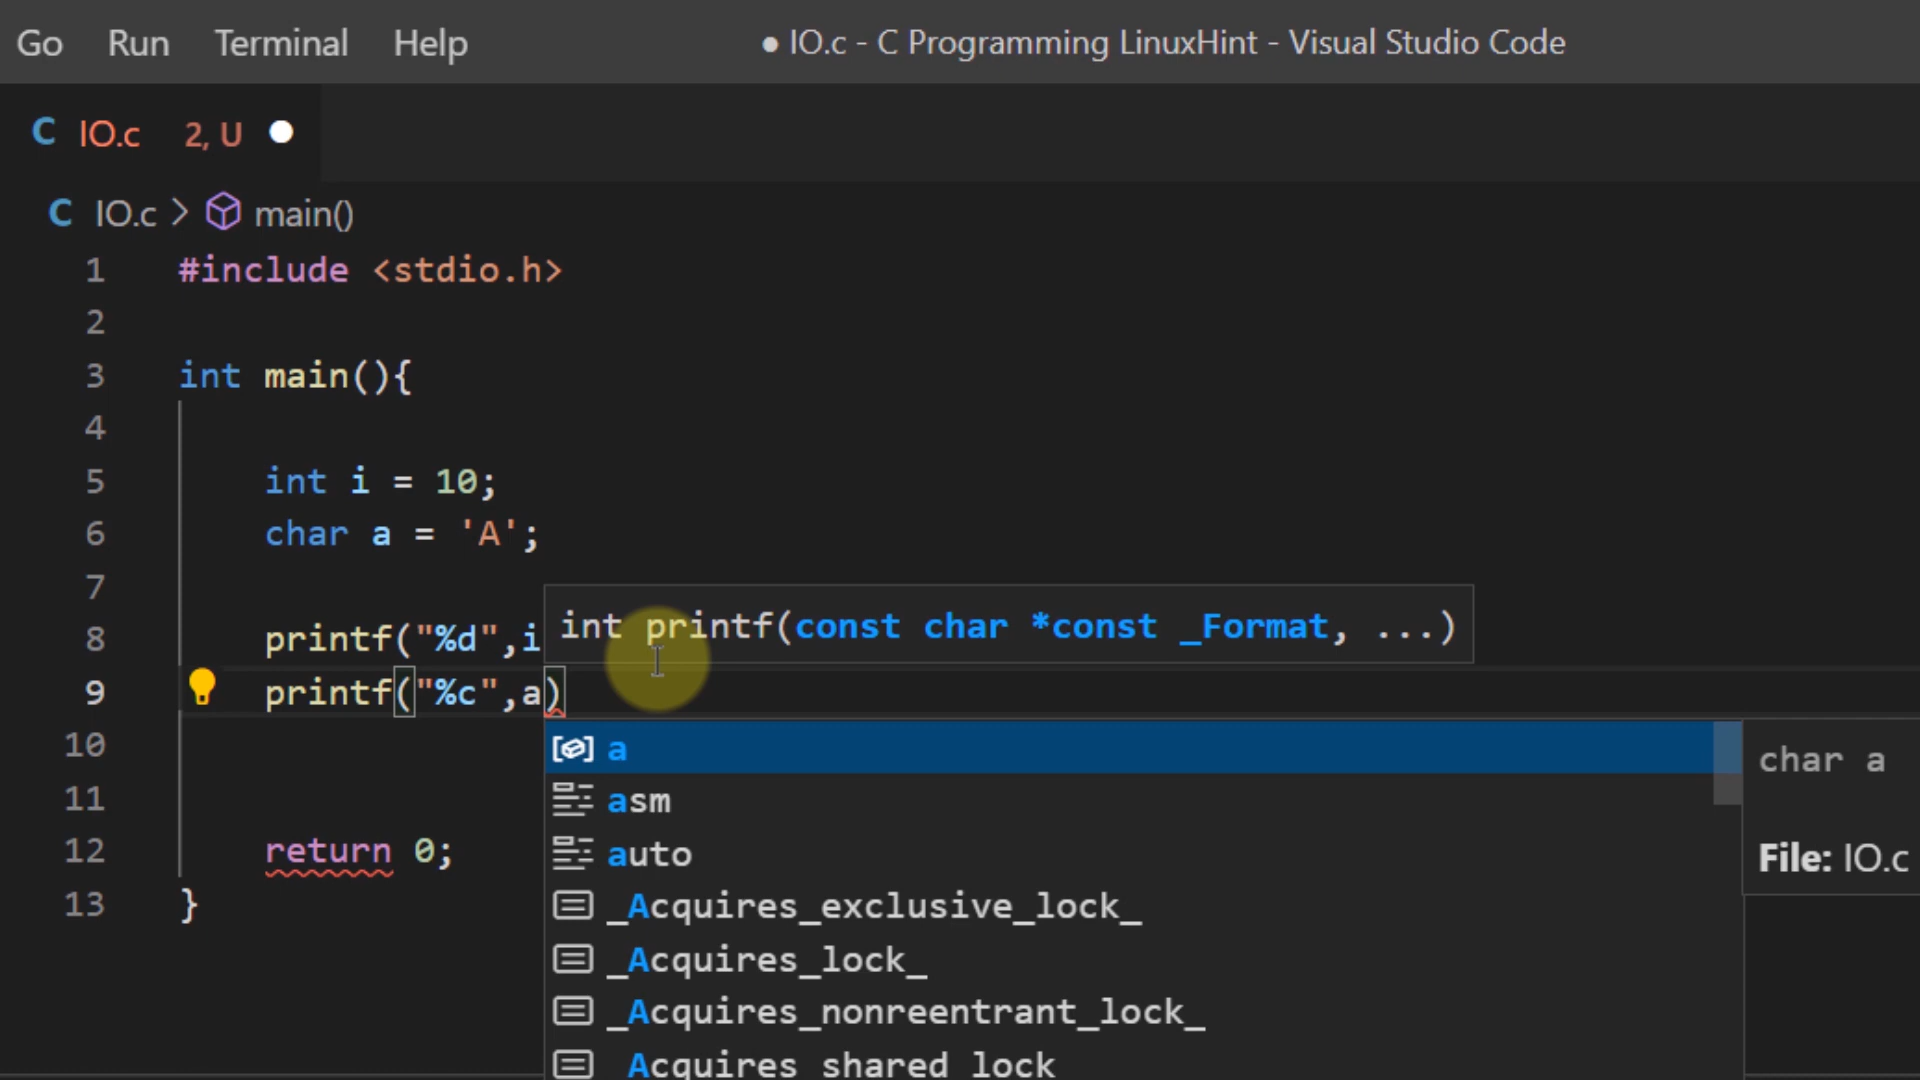 Go Run Terminal Help ● IO.c - C Programming LinuxHint - Visual Studio Code
C IO.c 2, U
C IO.c > main()
1 #include <stdio.h>
2
3 int main(){
4
5 int i = 10;
6 char a = 'A';
7
int printf(const char *const _Format, ...)
8 printf("%d",i
9 printf("%c",a)
10
11
12 return 0;
13 }
a
asm
auto
_Acquires_exclusive_lock_
_Acquires_lock_
_Acquires_nonreentrant_lock_
_Acquires_shared_lock_
char a
File: IO.c